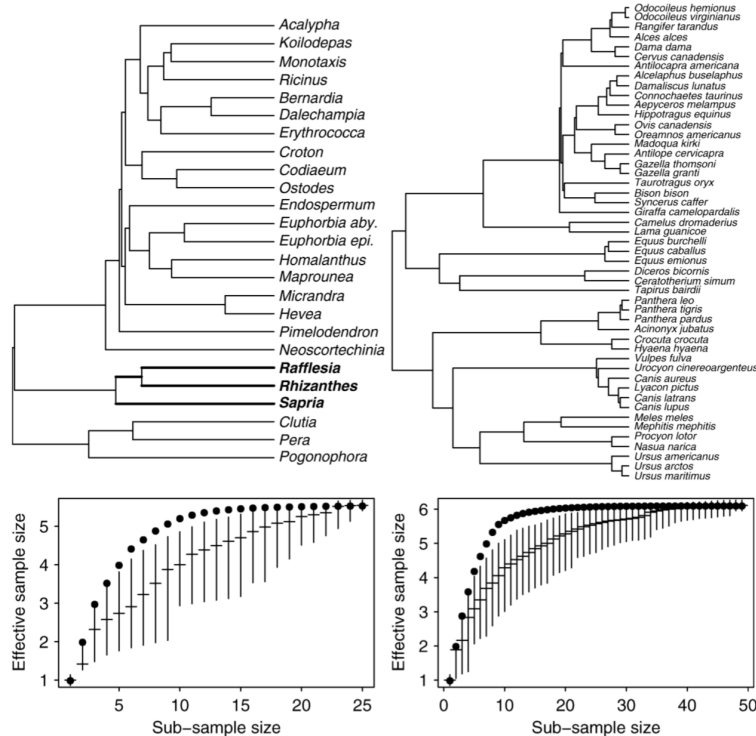 Acalypha
Koilodepas
Monotaxis
Ricinus
Bernardia
Dalechampia
Erythrococca
Croton
Codiaeum
Ostodes
Endospermum
Euphorbia aby.
Euphorbia epi.
Homalanthus
Maprounea
Micrandra
Hevea
Pimelodendron
Neoscortechinia
Rafflesia
Rhizanthes
Sapria
Clutia
Pera
Pogonophora
Odocoileus hemionus
Odocoileus virginianus
Rangifer tarandus
Alces alces
Dama dama
Cervus canadensis
Antilocapra americana
Alcelaphus buselaphus
Damaliscus lunatus
Connochaetes taurinus
Aepyceros melampus
Hippotragus equinus
Ovis canadensis
Oreamnos americanus
Madoqua kirki
Antilope cervicapra
Gazella thomsoni
Gazella granti
Taurotragus oryx
Bison bison
Syncerus caffer
Giraffa camelopardalis
Camelus dromaderius
Lama guanicoe
Equus burchelli
Equus caballus
Equus emionus
Diceros bicornis
Ceratotherium simum
Tapirus bairdii
Panthera leo
Panthera tigris
Panthera pardus
Acinonyx jubatus
Crocuta crocuta
Hyaena hyaena
Vulpes fulva
Urocyon cinereoargenteus
Canis aureus
Lyacon pictus
Canis latrans
Canis lupus
Meles meles
Mephitis mephitis
Procyon lotor
Nasua narica
Ursus americanus
Ursus arctos
Ursus maritimus
Effective sample size
5
4
3
2
1
5 10 15 20 25
Sub−sample size
Effective sample size
6
5
4
3
2
1
0 10 20 30 40 50
Sub−sample size